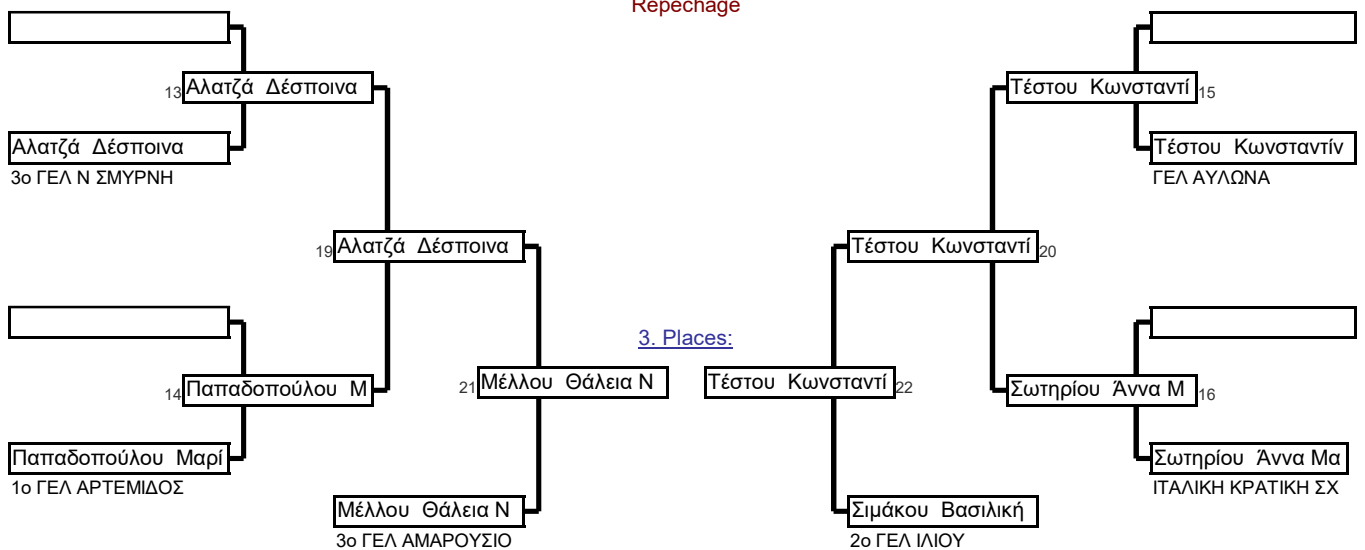 Repechage
13 Αλατζά Δέσποινα
Τέστου Κωνσταντί 15
Αλατζά Δέσποινα
3ο ΓΕΛ Ν ΣΜΥΡΝΗ
Τέστου Κωνσταντίν
ΓΕΛ ΑΥΛΩΝΑ
19 Αλατζά Δέσποινα
Τέστου Κωνσταντί 20
3. Places:
14 Παπαδοπούλου Μ
21 Μέλλου Θάλεια Ν
Τέστου Κωνσταντί 22
Σωτηρίου Άννα Μ 16
Παπαδοπούλου Μαρί
1ο ΓΕΛ ΑΡΤΕΜΙΔΟΣ
Σωτηρίου Άννα Μα
ΙΤΑΛΙΚΗ ΚΡΑΤΙΚΗ ΣΧ
Μέλλου Θάλεια Ν
3ο ΓΕΛ ΑΜΑΡΟΥΣΙΟ
Σιμάκου Βασιλική
2ο ΓΕΛ ΙΛΙΟΥ